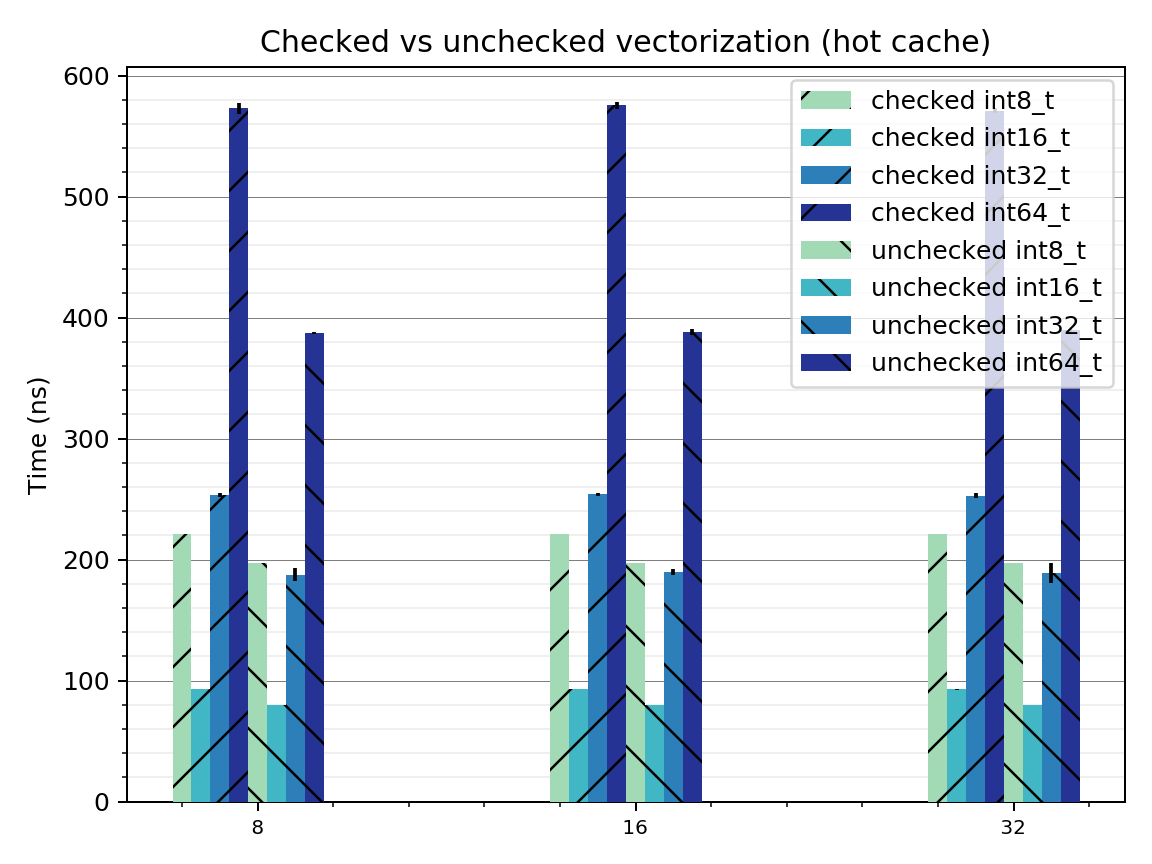 Checked vs unchecked vectorization (hot cache)
600
500
400
300
200
100
0
Time (ns)
checked int8_t
checked int16_t
checked int32_t
checked int64_t
unchecked int8_t
unchecked int16_t
unchecked int32_t
unchecked int64_t
8
16
32